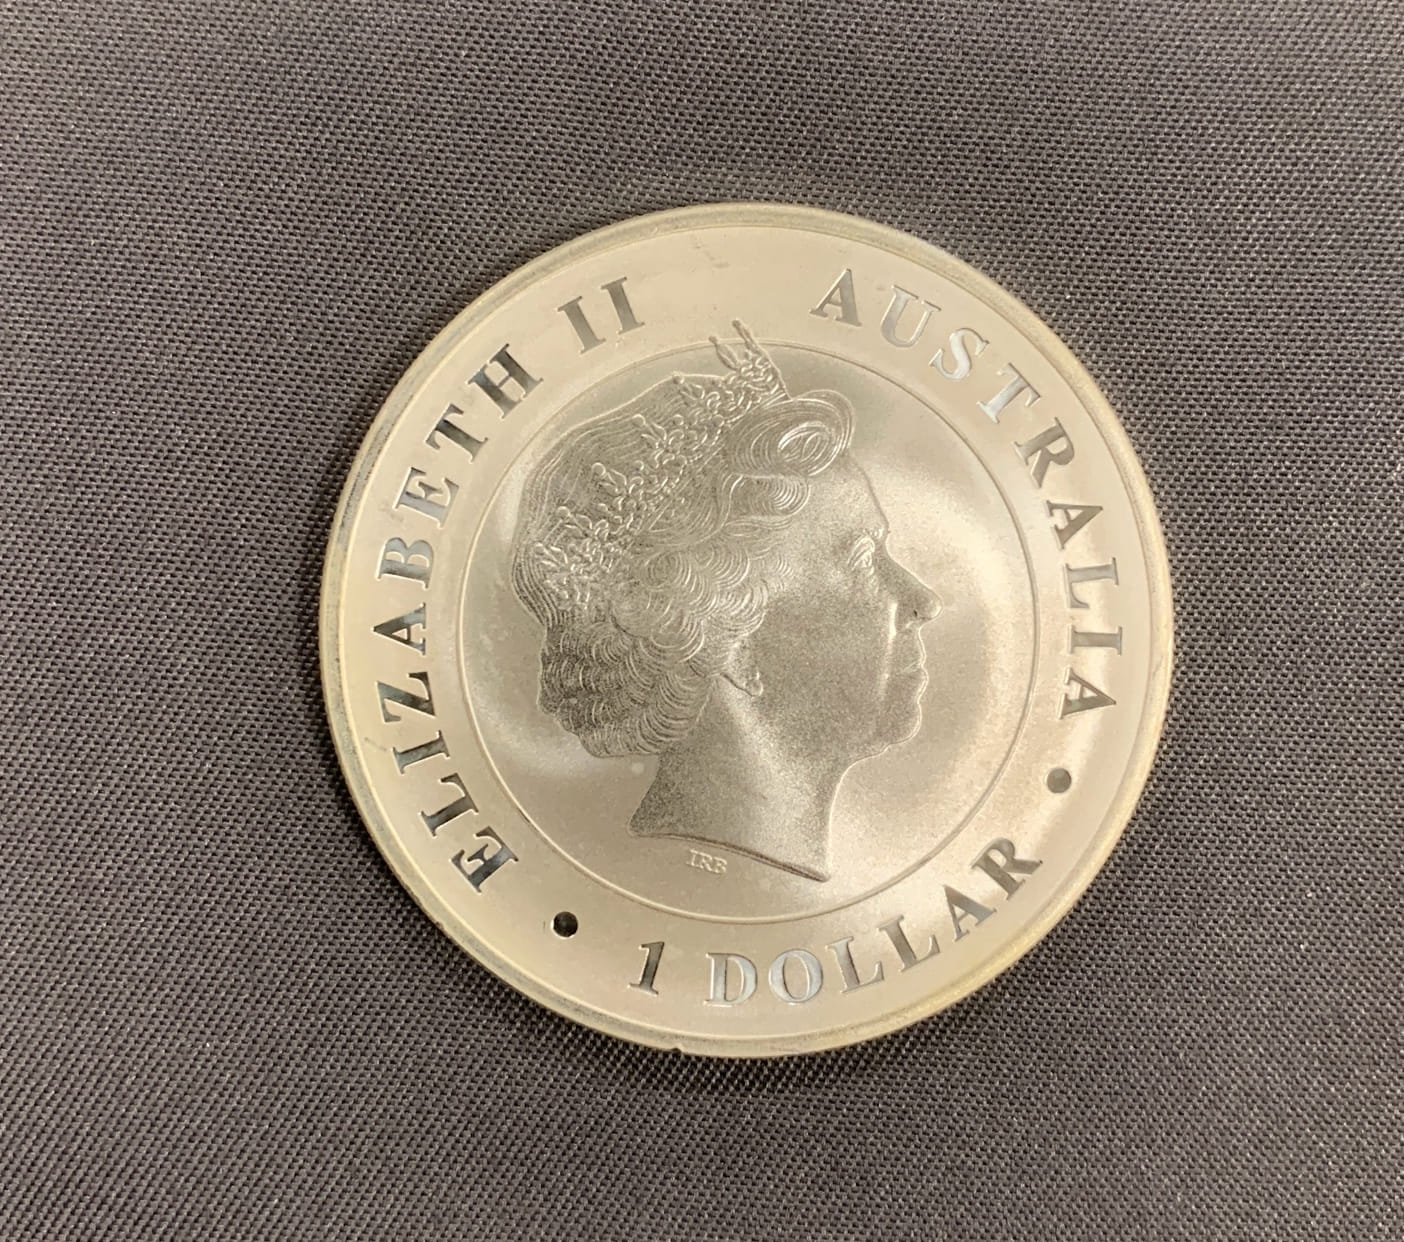 ELIZABETH II
AUSTRALIA
• 1 DOLLAR •
IRB